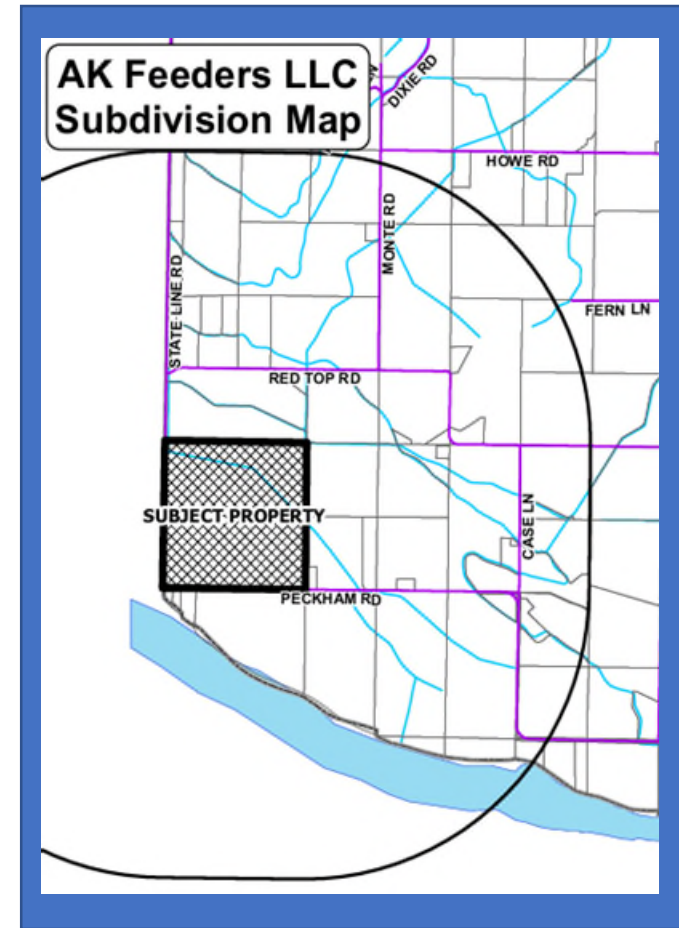 AK Feeders LLC
Subdivision Map
DIXIE RD
HOWE RD
MONTE RD
STATE LINE RD
FERN LN
RED TOP RD
SUBJECT PROPERTY
CASE LN
PECKHAM RD